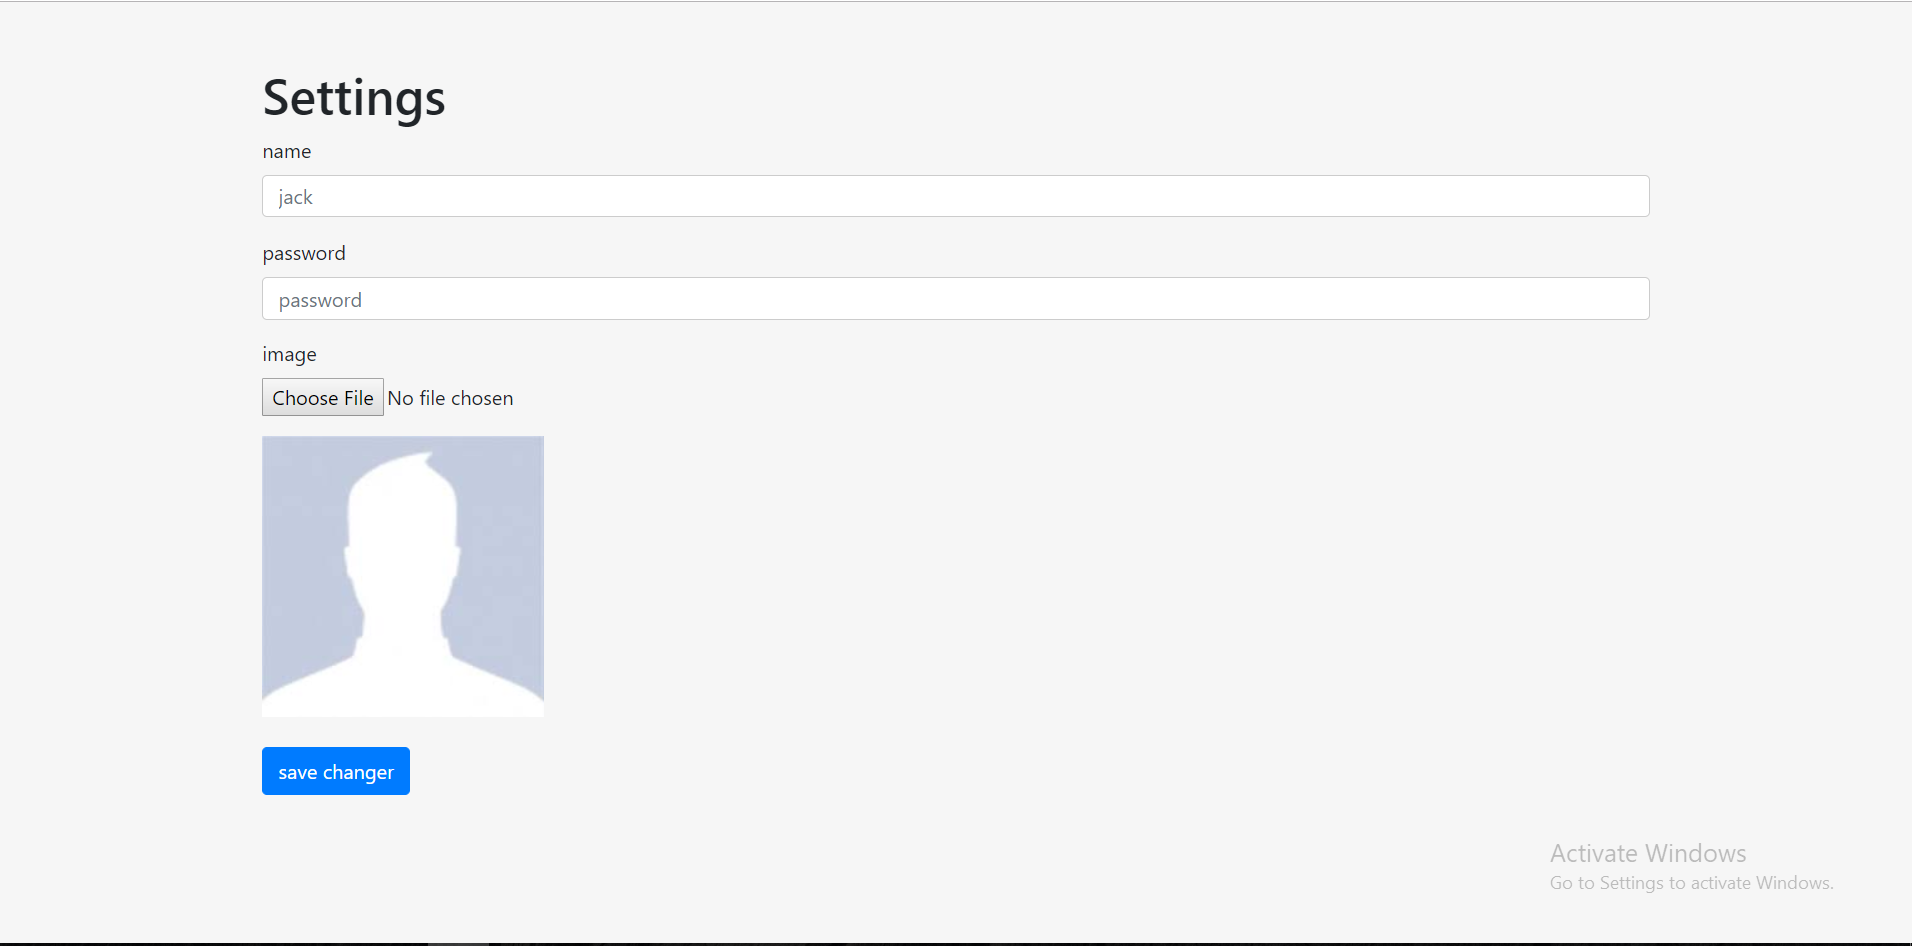 Settings
name
jack
password
password
image
Choose File No file chosen
save changer
Activate Windows
Go to Settings to activate Windows.